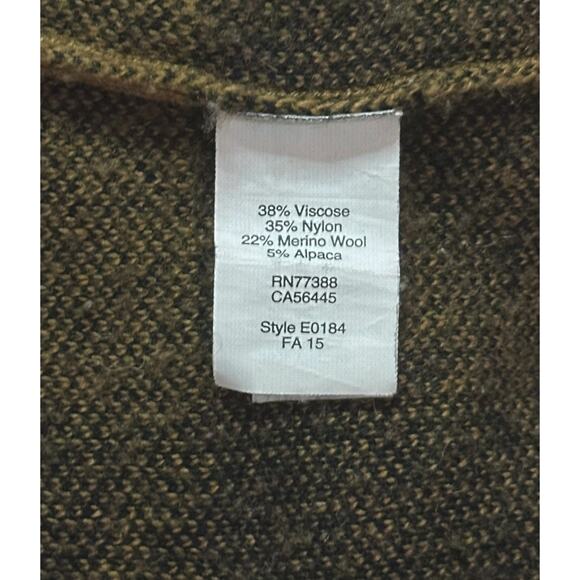 38% Viscose
35% Nylon
22% Merino Wool
5% Alpaca
RN77388
CA56445
Style E0184
FA 15